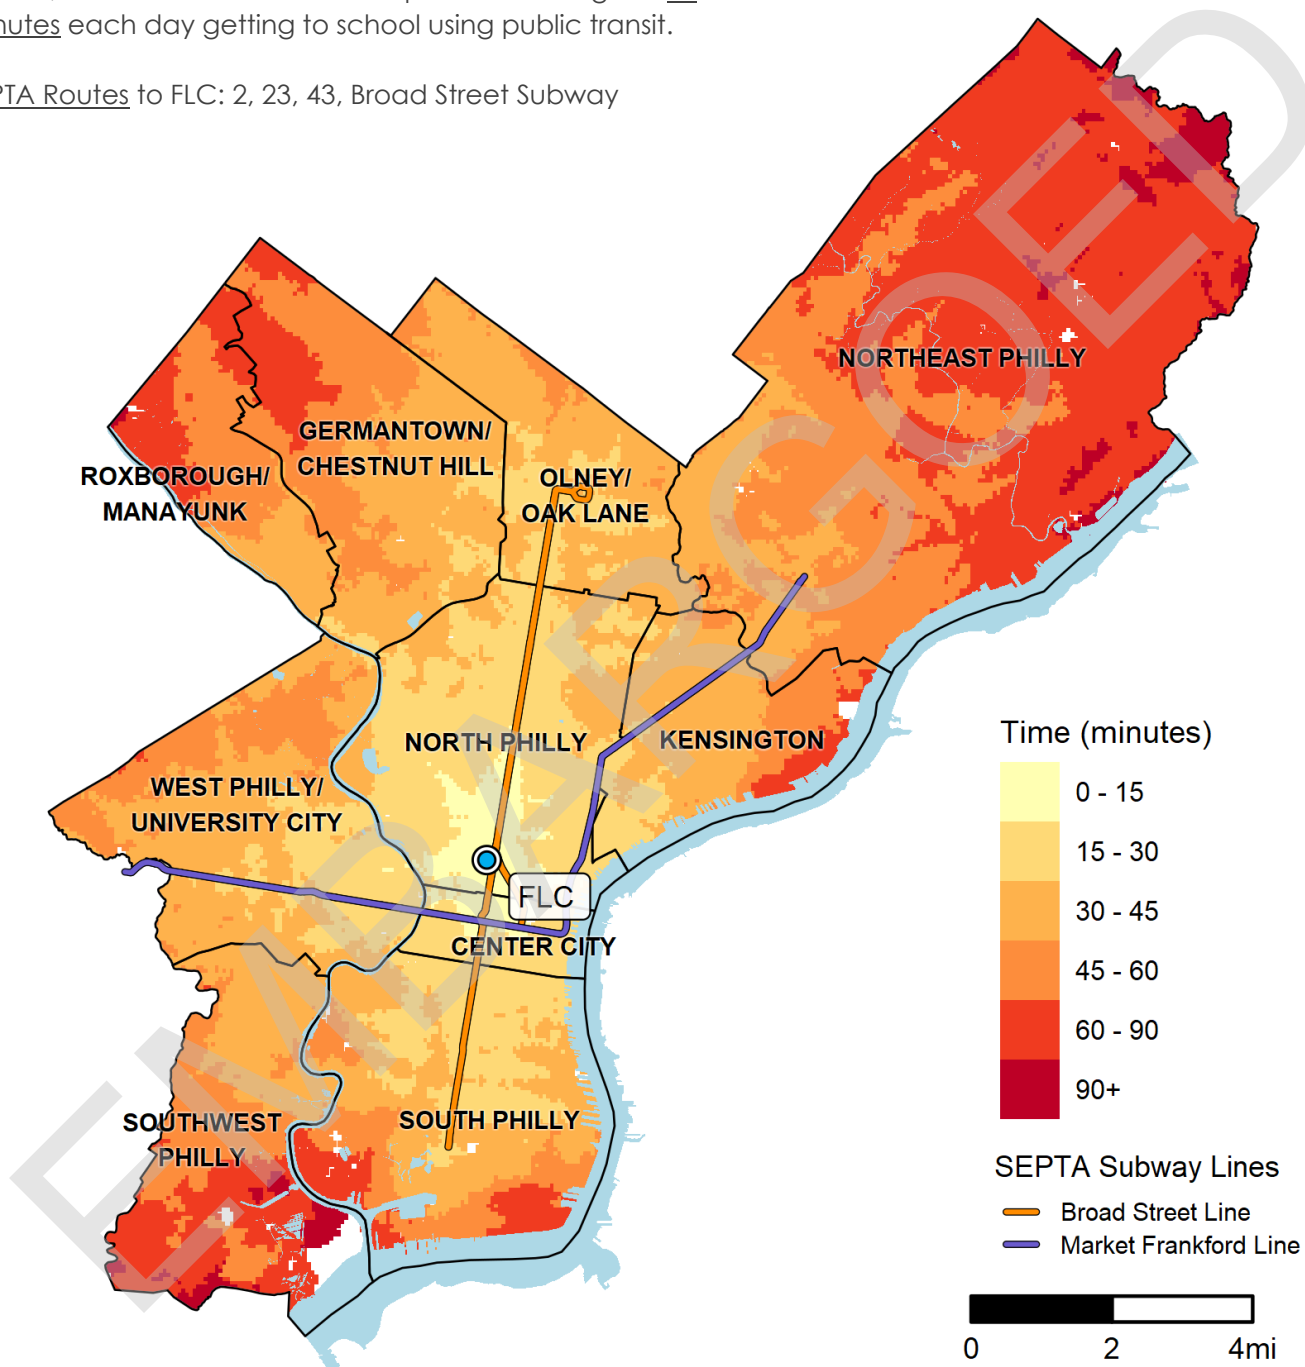 nutes each day getting to school using public transit.
PTA Routes to FLC: 2, 23, 43, Broad Street Subway
NORTHEAST PHILLY
GERMANTOWN/
CHESTNUT HILL
ROXBOROUGH/
MANAYUNK
OLNEY/
OAK LANE
NORTH PHILLY
KENSINGTON
WEST PHILLY/
UNIVERSITY CITY
FLC
CENTER CITY
SOUTHWEST
PHILLY
SOUTH PHILLY
Time (minutes)
0 - 15
15 - 30
30 - 45
45 - 60
60 - 90
90+
SEPTA Subway Lines
Broad Street Line
Market Frankford Line
0 2 4mi
EMBARGOED